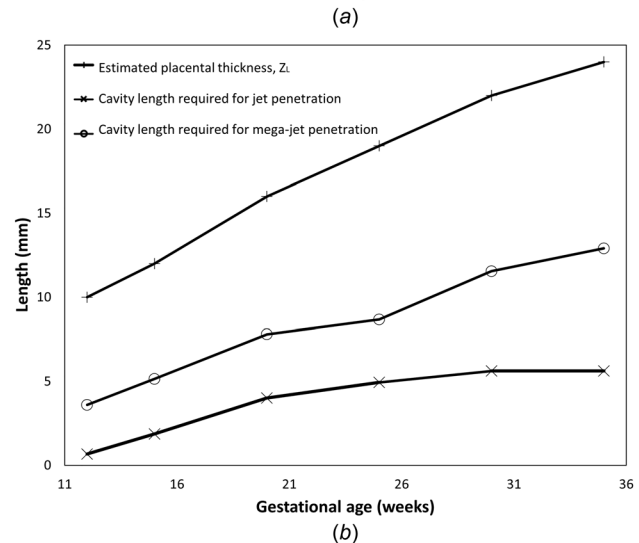 (a)
25
Estimated placental thickness, ZL
Cavity length required for jet penetration
20
Cavity length required for mega-jet penetration
15
Length (mm)
10
5
0
11 16 21 26 31 36
Gestational age (weeks)
(b)